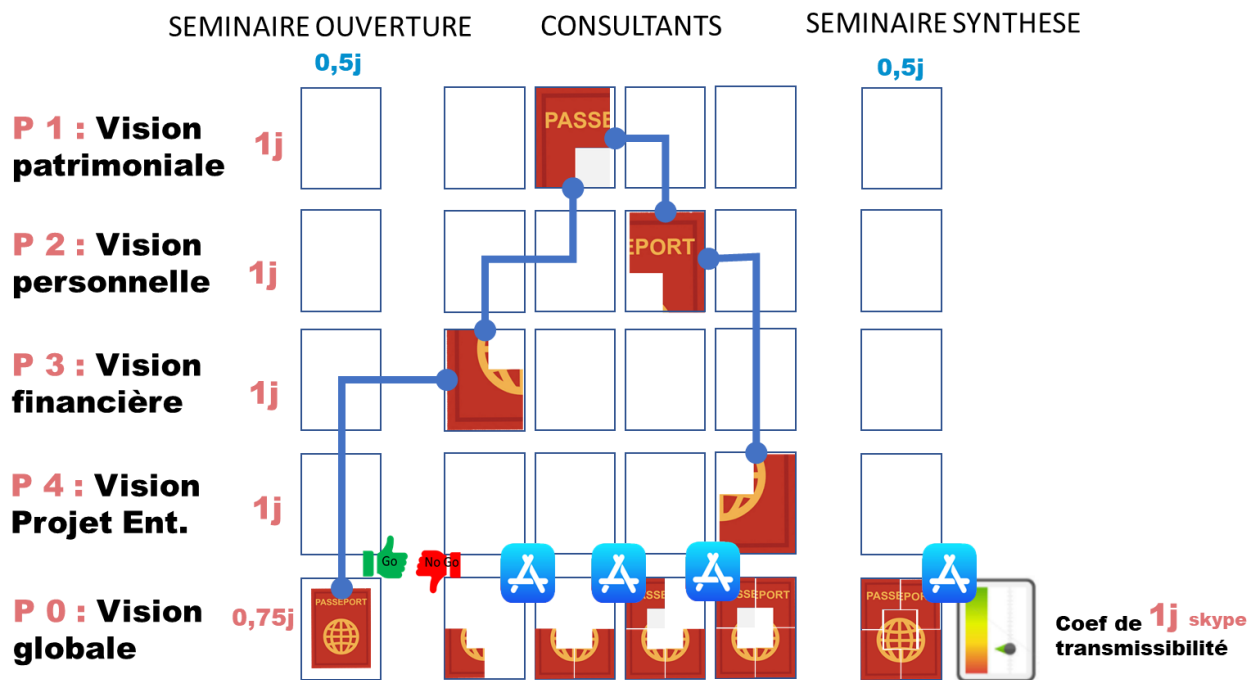 SEMINAIRE OUVERTURE CONSULTANTS SEMINAIRE SYNTHESE
0,5j 0,5j
P 1 : Vision
patrimoniale
1j
PASSE
P 2 : Vision
personnelle
1j
EPORT
P 3 : Vision
financière
1j
P 4 : Vision
Projet Ent.
1j
Go
No Go
P 0 : Vision
globale
0,75j
PASSEPORT
PASSE
PASSEPORT
PASSEPORT
Coef de 1j skype
transmissibilité